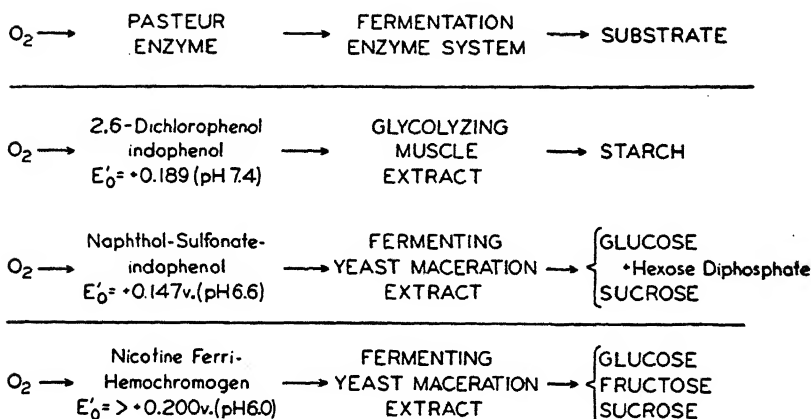 O2 → PASTEUR ENZYME → FERMENTATION ENZYME SYSTEM → SUBSTRATE
O2 → 2,6-Dichlorophenol indophenol E'0 = +0.189 (pH 7.4) → GLYCOLYZING MUSCLE EXTRACT → STARCH
O2 → Naphthol-Sulfonate-indophenol E'0 = +0.147v. (pH 6.6) → FERMENTING YEAST MACERATION EXTRACT → { GLUCOSE +Hexose Diphosphate SUCROSE
O2 → Nicotine Ferri-Hemochromogen E'0 = > +0.200v. (pH 6.0) → FERMENTING YEAST MACERATION EXTRACT → { GLUCOSE FRUCTOSE SUCROSE